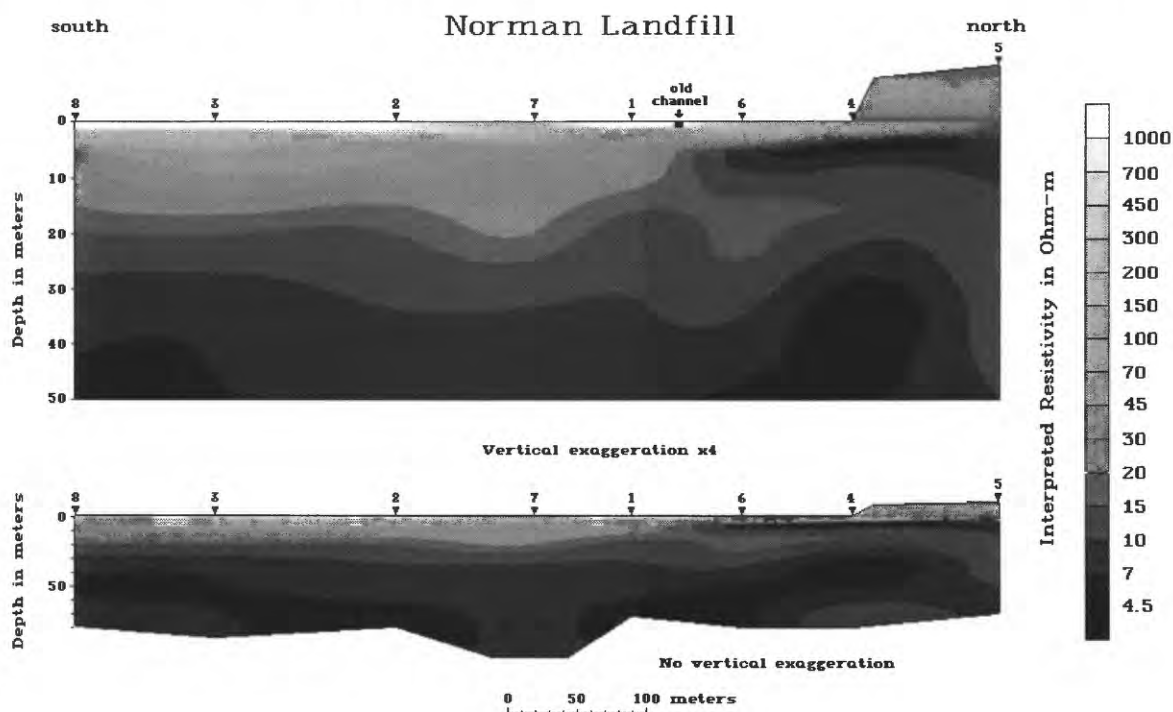 south Norman Landfill north
5
old
channel
8 3 2 7 1 6 4
0
10
20
30
40
50
Depth in meters
1000
700
450
300
200
150
100
70
45
30
20
15
10
7
4.5
Interpreted Resistivity in Ohm-m
Vertical exaggeration x4
8 3 2 7 1 6 4 5
0
50
Depth in meters
No vertical exaggeration
0 50 100 meters